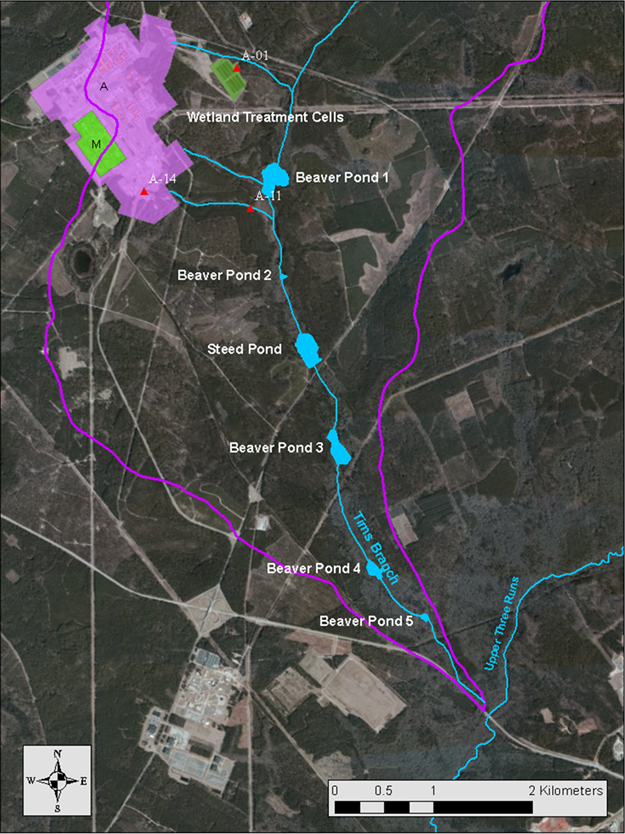 A-01
A
Wetland Treatment Cells
M
A-14
Beaver Pond 1
A-11
Beaver Pond 2
Steed Pond
Beaver Pond 3
Tims Branch
Beaver Pond 4
Upper Three Runs
Beaver Pond 5
N
W E
S
0 0.5 1 2 Kilometers